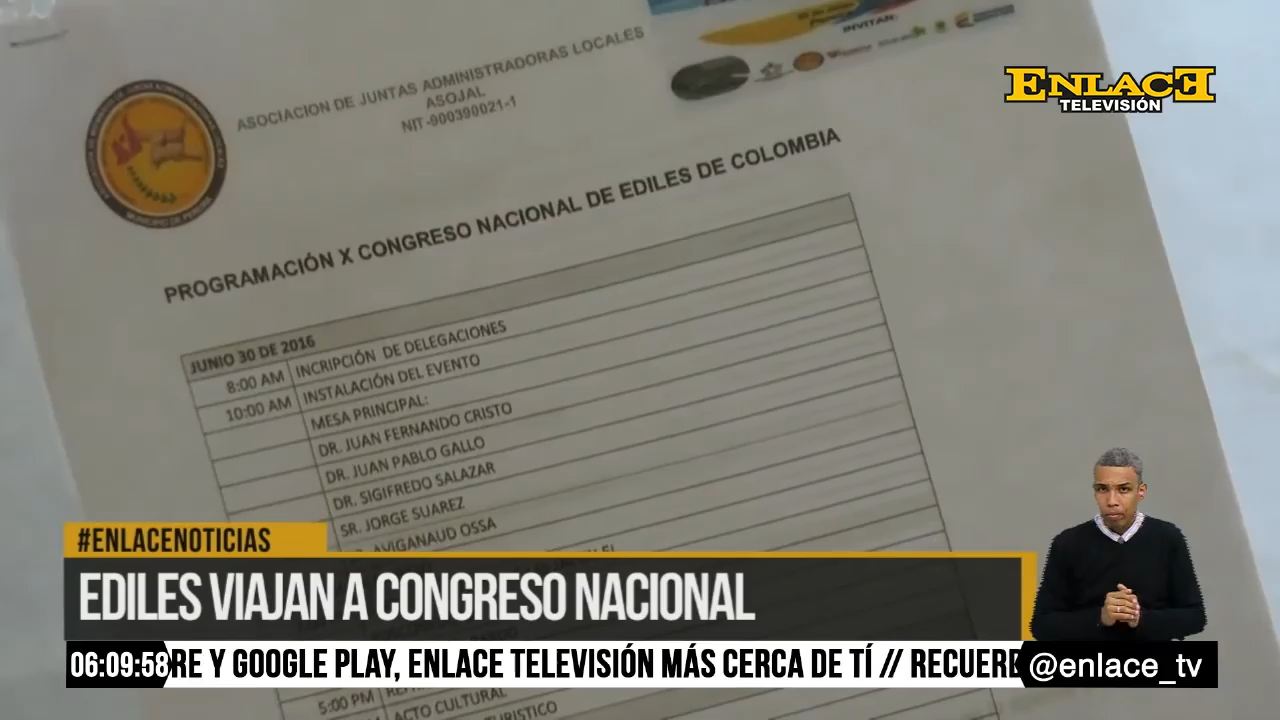 INVITAN:
ENLACE
TELEVISIÓN
ASOCIACION DE JUNTAS ADMINISTRADORAS LOCALES
ASOJAL
NIT-900390021-1
PROGRAMACIÓN X CONGRESO NACIONAL DE EDILES DE COLOMBIA
JUNIO 30 DE 2016
8:00 AM INCRIPCIÓN DE DELEGACIONES
10:00 AM INSTALACIÓN DEL EVENTO
MESA PRINCIPAL:
DR. JUAN FERNANDO CRISTO
DR. JUAN PABLO GALLO
DR. SIGIFREDO SALAZAR
SR. JORGE SUAREZ
AVIGANAUD OSSA
#ENLACENOTICIAS
EDILES VIAJAN A CONGRESO NACIONAL
06:09:58 RE Y GOOGLE PLAY, ENLACE TELEVISIÓN MÁS CERCA DE TÍ // RECUERE @enlace_tv
5:00 PM
ACTO CULTURAL